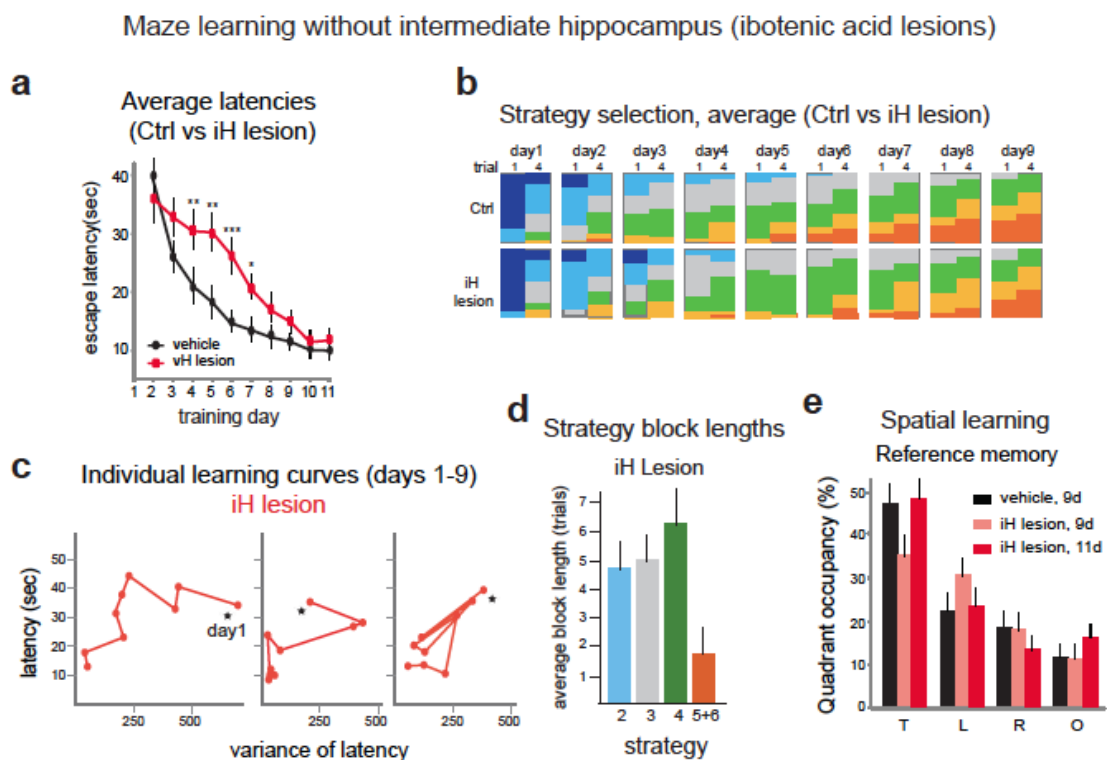 Maze learning without intermediate hippocampus (ibotenic acid lesions)
a
Average latencies
(Ctrl vs iH lesion)
escape latency(sec)
40
30
20
10
** ** *** *
vehicle
vH lesion
1 2 3 4 5 6 7 8 9 10 11
training day
b
Strategy selection, average (Ctrl vs iH lesion)
day1 day2 day3 day4 day5 day6 day7 day8 day9
trial 1 4 1 4 1 4 1 4 1 4 1 4 1 4 1 4 1 4
Ctrl
iH
lesion
c
Individual learning curves (days 1-9)
iH lesion
latency (sec)
50
40
30
20
10
day1
250 500 250 500 250 500
variance of latency
d
Strategy block lengths
iH Lesion
average block length (trials)
7
6
5
4
3
2
1
2 3 4 5+6
strategy
e
Spatial learning
Reference memory
Quadrant occupancy (%)
50
40
30
20
10
vehicle, 9d
iH lesion, 9d
iH lesion, 11d
T L R O